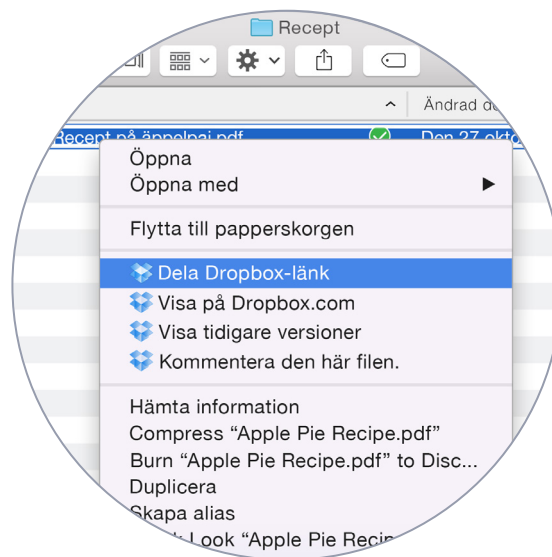 Recept
Ändrad
Recept på äppelpaj.pdf
Den 27 okto
Öppna
Öppna med
Flytta till papperskorgen
Dela Dropbox-länk
Visa på Dropbox.com
Visa tidigare versioner
Kommentera den här filen.
Hämta information
Compress “Apple Pie Recipe.pdf”
Burn “Apple Pie Recipe.pdf” to Disc...
Duplicera
Skapa alias
Look “Apple Pie